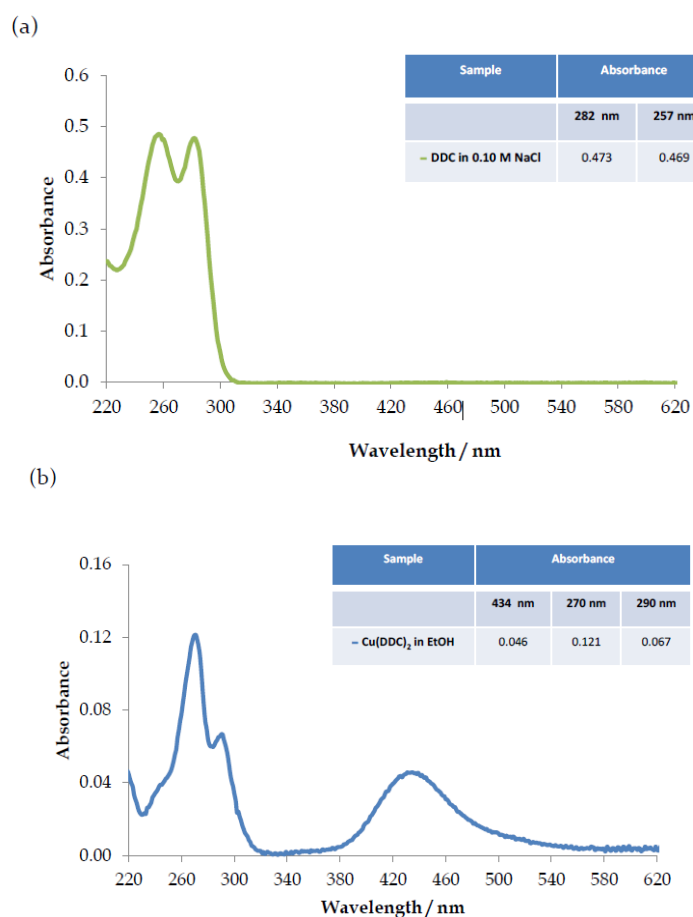 (a)
Sample Absorbance
282 nm 257 nm
– DDC in 0.10 M NaCl 0.473 0.469
0.6
0.5
0.4
0.3
0.2
0.1
0.0
Absorbance
220 260 300 340 380 420 460 500 540 580 620
Wavelength / nm
(b)
Sample Absorbance
434 nm 270 nm 290 nm
– Cu(DDC)₂ in EtOH 0.046 0.121 0.067
0.16
0.12
0.08
0.04
0.00
Absorbance
220 260 300 340 380 420 460 500 540 580 620
Wavelength / nm